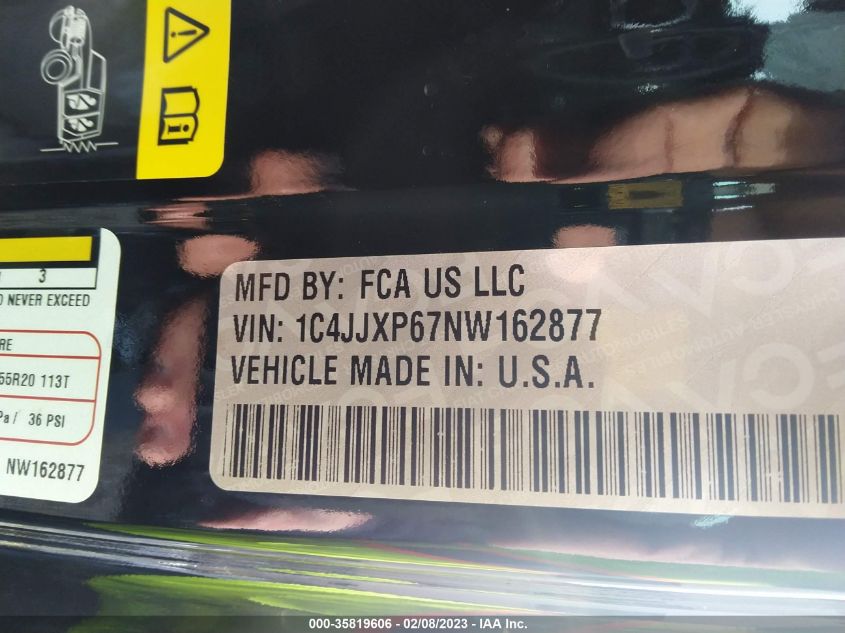 3
NEVER EXCEED
55R20 113T
/ 36 PSI
NW162877
MFD BY: FCA US LLC
VIN: 1C4JJXP67NW162877
VEHICLE MADE IN: U.S.A.
000-35819606 - 02/08/2023 - IAA Inc.